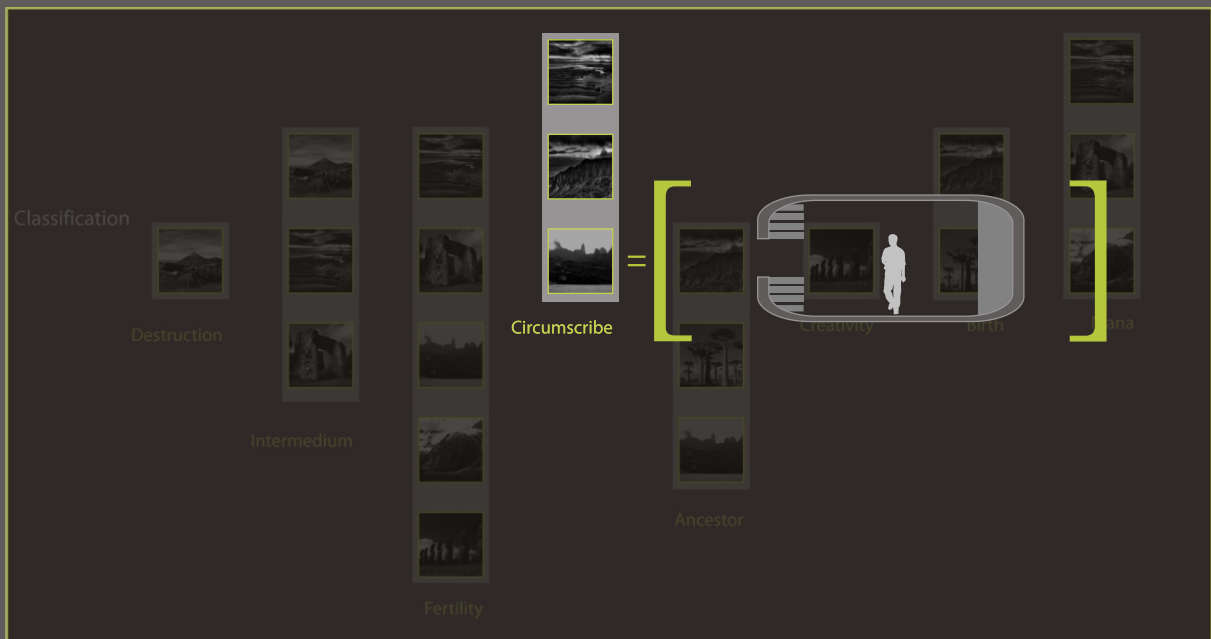 Classification
Destruction
Intermedium
Fertility
Circumscribe
=
Ancestor
Creativity
Birth